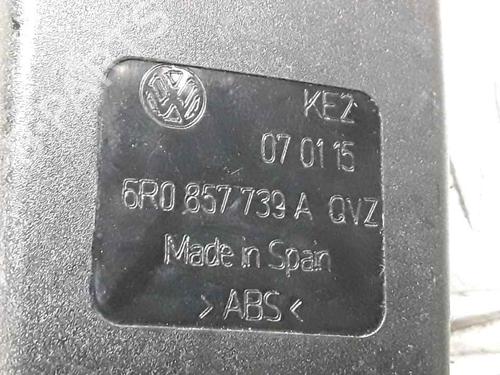 KEZ
07 01 15
6R0 857 739 A QVZ
Made in Spain
>ABS<